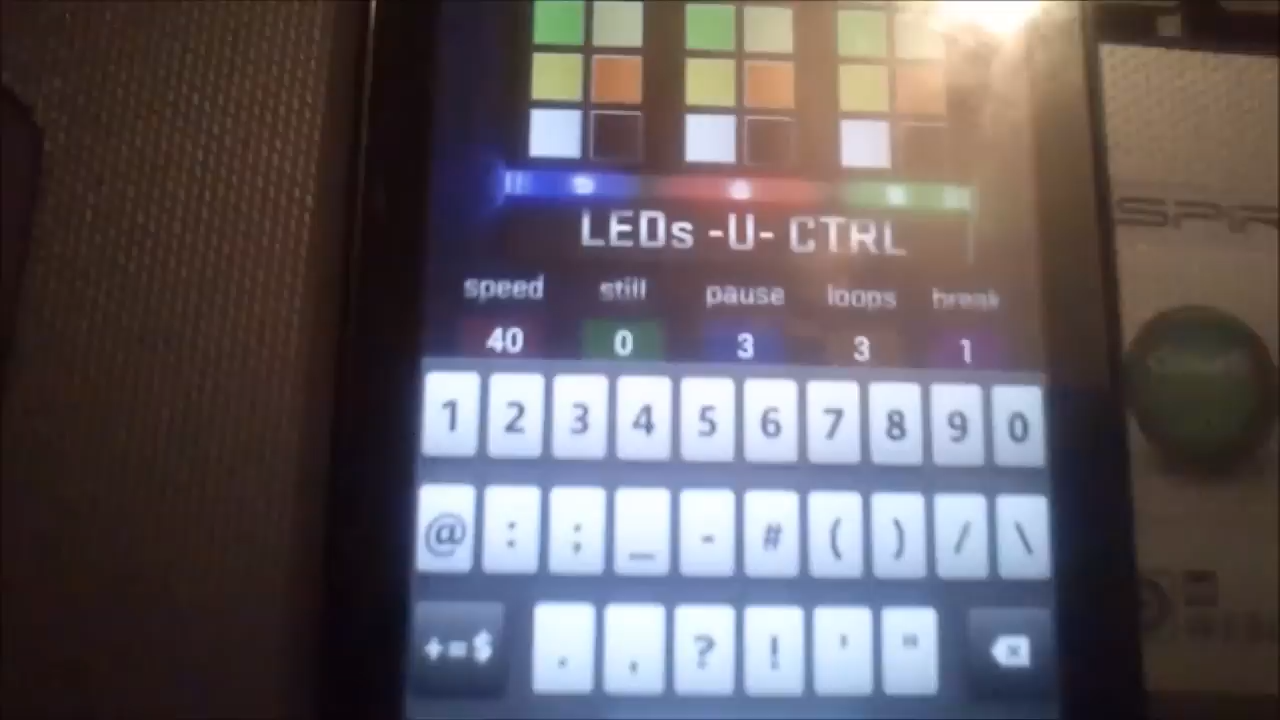 LEDs -U- CTRL
speed still pause loops break
40 0 3 3 1
1 2 3 4 5 6 7 8 9 0
@ : ; _ - # ( ) / \
+=$ . , ? ! ' "